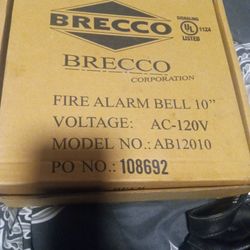 BRECCO
SIGNALING
UL 11Z4
LISTED
BRECCO
CORPORATION
FIRE ALARM BELL 10"
VOLTAGE: AC-120V
MODEL NO.: AB12010
PO NO.: 108692